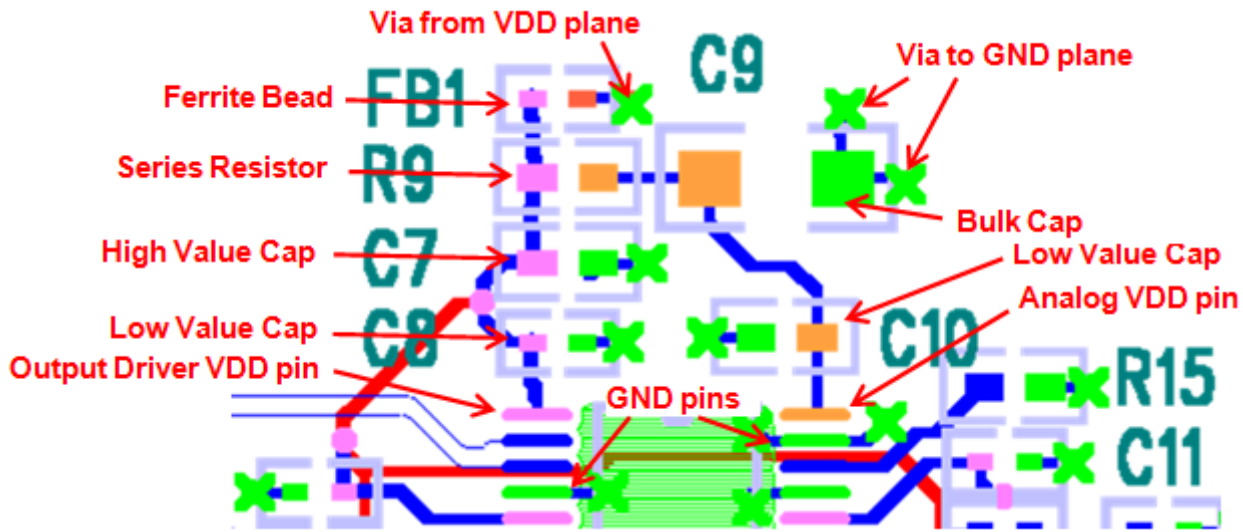 Via from VDD plane
C9
Via to GND plane
Ferrite Bead
FB1
Series Resistor
R9
Bulk Cap
High Value Cap
C7
Low Value Cap
Analog VDD pin
Low Value Cap
C8
C10
Output Driver VDD pin
GND pins
R15
C11